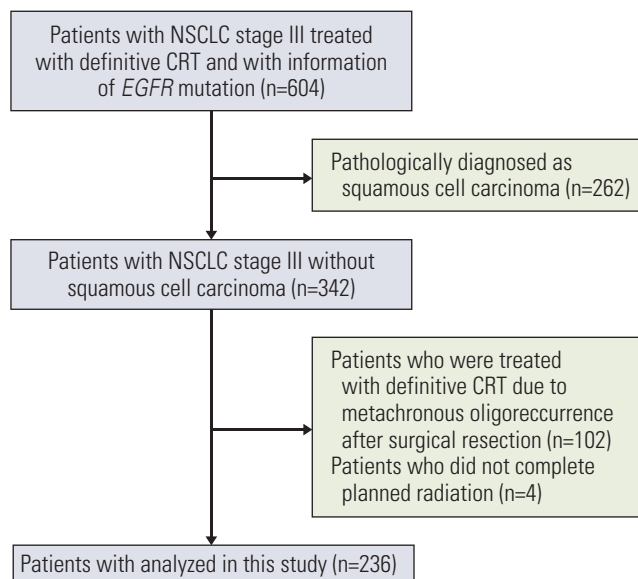 Patients with NSCLC stage III treated
with definitive CRT and with information
of EGFR mutation (n=604)
Pathologically diagnosed as
squamous cell carcinoma (n=262)
Patients with NSCLC stage III without
squamous cell carcinoma (n=342)
Patients who were treated
with definitive CRT due to
metachronous oligoreccurrence
after surgical resection (n=102)
Patients who did not complete
planned radiation (n=4)
Patients with analyzed in this study (n=236)